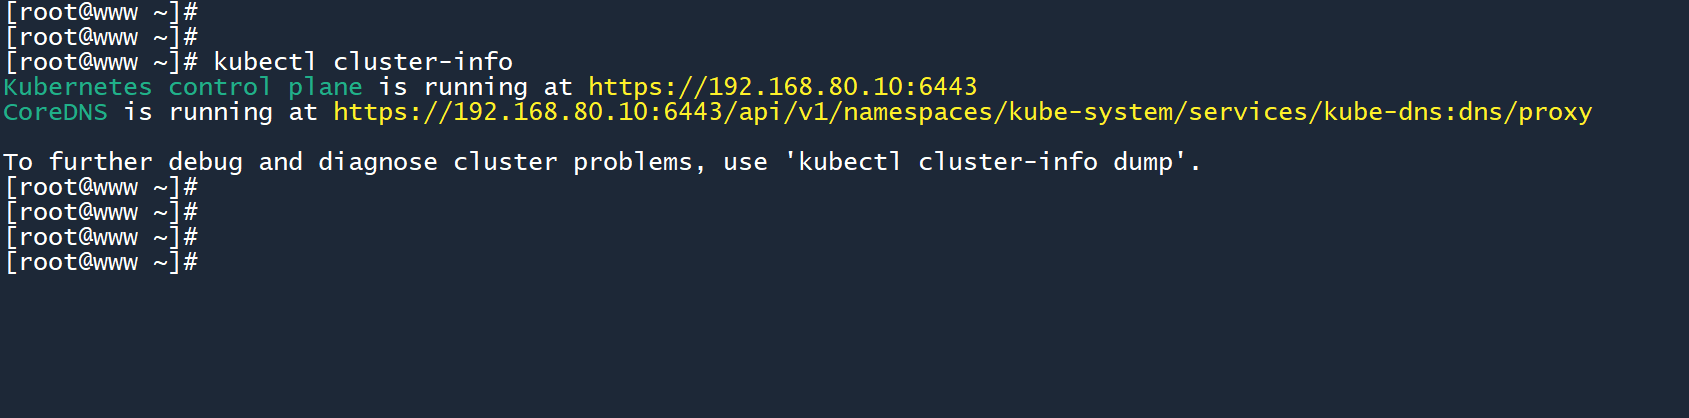 [root@www ~]#
[root@www ~]#
[root@www ~]# kubectl cluster-info
Kubernetes control plane is running at https://192.168.80.10:6443
CoreDNS is running at https://192.168.80.10:6443/api/v1/namespaces/kube-system/services/kube-dns:dns/proxy
To further debug and diagnose cluster problems, use 'kubectl cluster-info dump'.
[root@www ~]#
[root@www ~]#
[root@www ~]#
[root@www ~]#